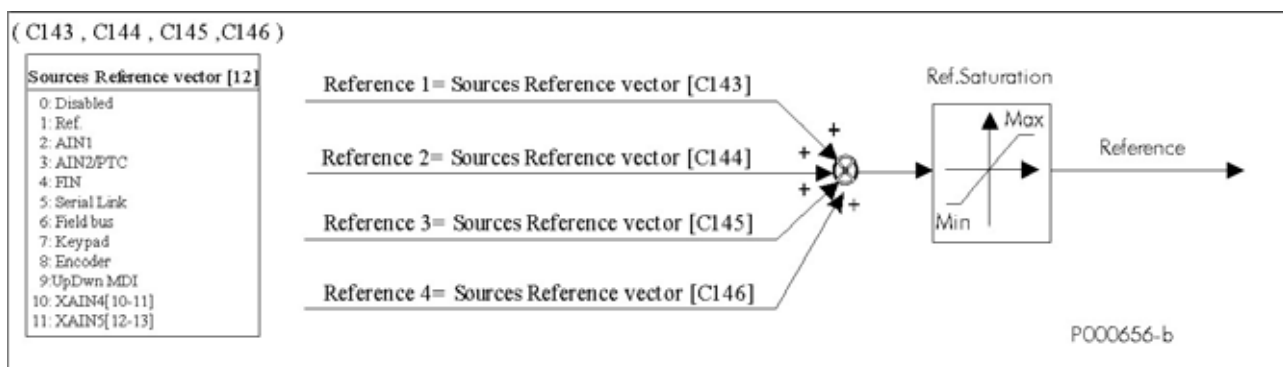 ( C143 , C144 , C145 ,C146 )
Sources Reference vector [12]
0: Disabled
1: Ref.
2: AIN1
3: AIN2/PTC
4: FIN
5: Serial Link
6: Field bus
7: Keypad
8: Encoder
9:UpDwn MDI
10: XAIN4[10-11]
11: XAIN5[12-13]
Reference 1= Sources Reference vector [C143]
Reference 2= Sources Reference vector [C144]
Reference 3= Sources Reference vector [C145]
Reference 4= Sources Reference vector [C146]
+
+
+
+
Ref.Saturation
Max
Min
Reference
P000656-b